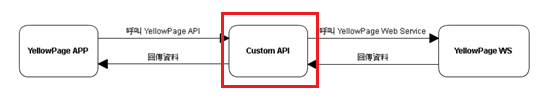 呼叫 YellowPage API
呼叫 YellowPage Web Service
YellowPage APP
Custom API
YellowPage WS
回傳資料
回傳資料